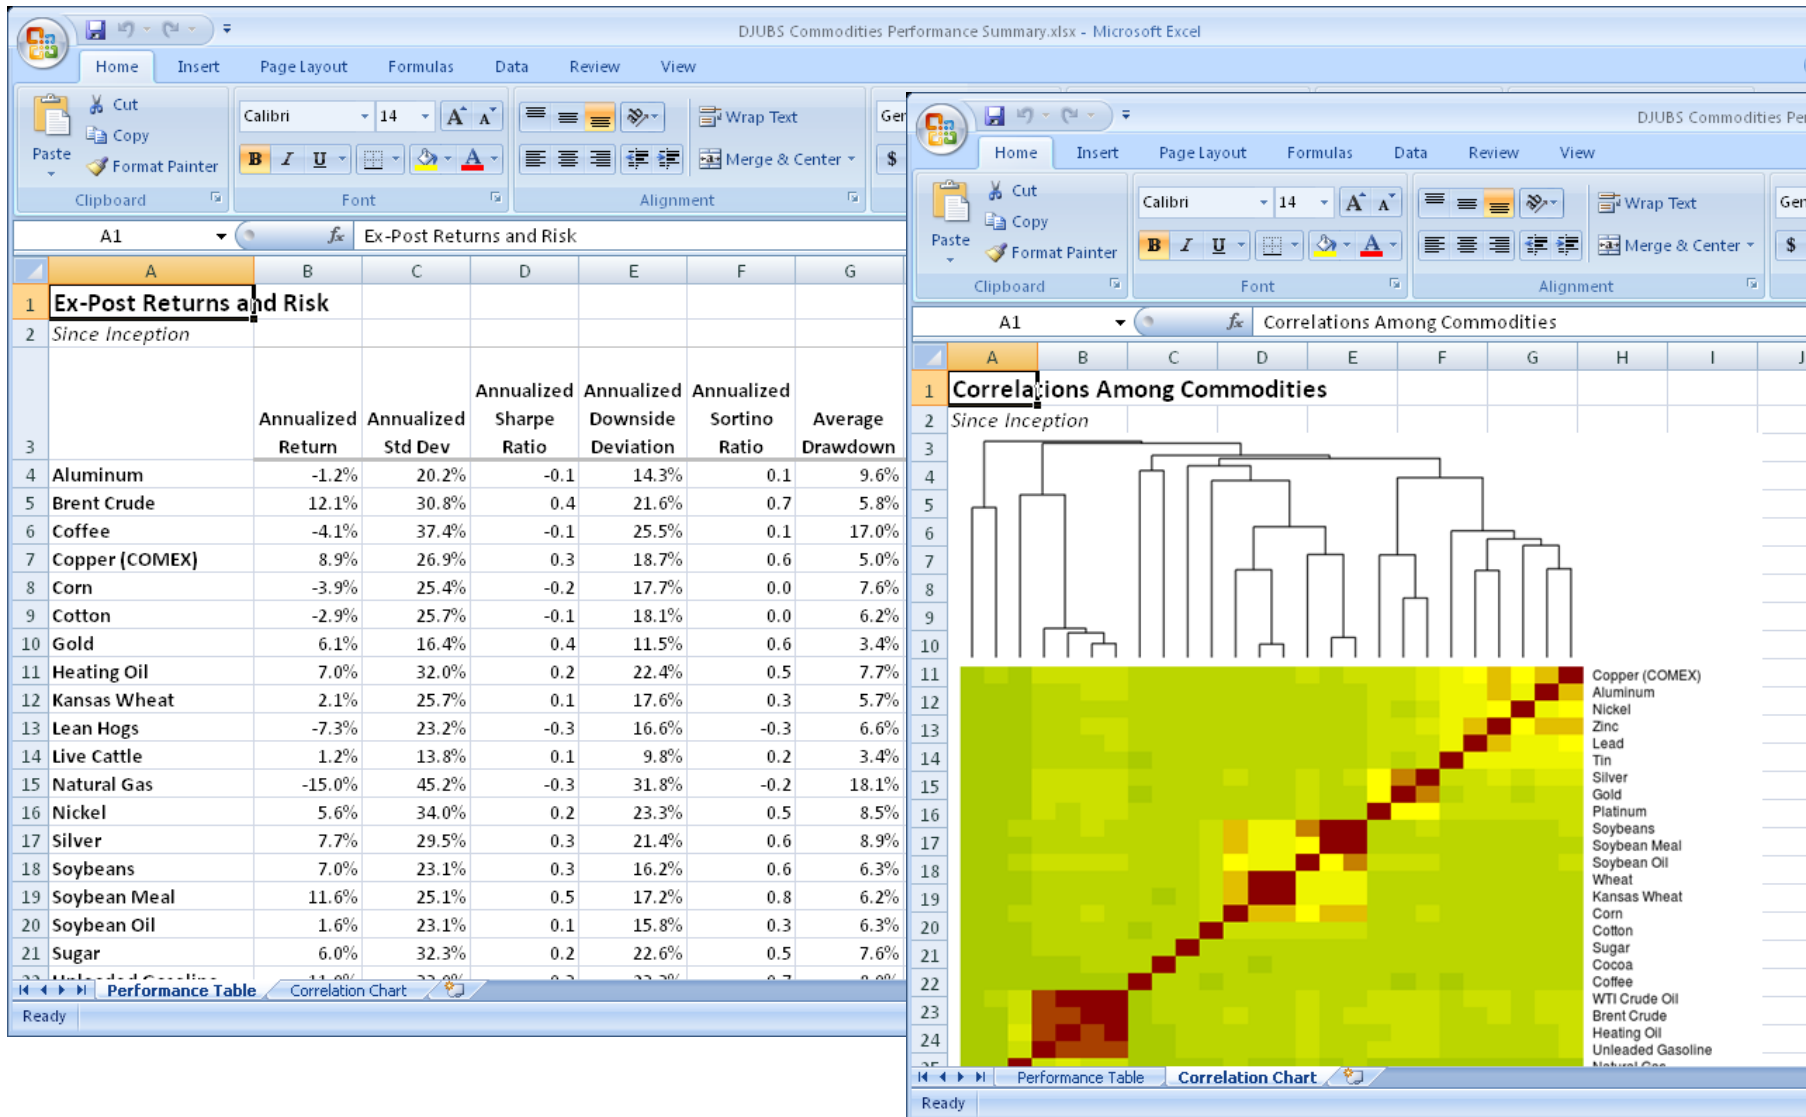 DJUBS Commodities Performance Summary.xlsx - Microsoft Excel
Home Insert Page Layout Formulas Data Review View
Paste
Cut
Copy
Format Painter
Clipboard
Calibri 14
B I U
Font
Wrap Text
Merge & Center
Alignment
Ger
$
A1 fx Ex-Post Returns and Risk
A B C D E F G
1 Ex-Post Returns and Risk
2 Since Inception
3 Annualized Return Annualized Std Dev Annualized Sharpe Ratio Annualized Downside Deviation Annualized Sortino Ratio Average Drawdown
4 Aluminum -1.2% 20.2% -0.1 14.3% 0.1 9.6%
5 Brent Crude 12.1% 30.8% 0.4 21.6% 0.7 5.8%
6 Coffee -4.1% 37.4% -0.1 25.5% 0.1 17.0%
7 Copper (COMEX) 8.9% 26.9% 0.3 18.7% 0.6 5.0%
8 Corn -3.9% 25.4% -0.2 17.7% 0.0 7.6%
9 Cotton -2.9% 25.7% -0.1 18.1% 0.0 6.2%
10 Gold 6.1% 16.4% 0.4 11.5% 0.6 3.4%
11 Heating Oil 7.0% 32.0% 0.2 22.4% 0.5 7.7%
12 Kansas Wheat 2.1% 25.7% 0.1 17.6% 0.3 5.7%
13 Lean Hogs -7.3% 23.2% -0.3 16.6% -0.3 6.6%
14 Live Cattle 1.2% 13.8% 0.1 9.8% 0.2 3.4%
15 Natural Gas -15.0% 45.2% -0.3 31.8% -0.2 18.1%
16 Nickel 5.6% 34.0% 0.2 23.3% 0.5 8.5%
17 Silver 7.7% 29.5% 0.3 21.4% 0.6 8.9%
18 Soybeans 7.0% 23.1% 0.3 16.2% 0.6 6.3%
19 Soybean Meal 11.6% 25.1% 0.5 17.2% 0.8 6.2%
20 Soybean Oil 1.6% 23.1% 0.1 15.8% 0.3 6.3%
21 Sugar 6.0% 32.3% 0.2 22.6% 0.5 7.6%
Performance Table Correlation Chart
Ready
DJUBS Commodities Per
Home Insert Page Layout Formulas Data Review View
Paste
Cut
Copy
Format Painter
Clipboard
Calibri 14
B I U
Font
Wrap Text
Merge & Center
Alignment
Ger
$
A1 fx Correlations Among Commodities
A B C D E F G H I J
1 Correlations Among Commodities
2 Since Inception
3
4
5
6
7
8
9
10
11
12
13
14
15
16
17
18
19
20
21
22
23
24
Copper (COMEX)
Aluminum
Nickel
Zinc
Lead
Tin
Silver
Gold
Platinum
Soybeans
Soybean Meal
Soybean Oil
Wheat
Kansas Wheat
Corn
Cotton
Sugar
Cocoa
Coffee
WTI Crude Oil
Brent Crude
Heating Oil
Unleaded Gasoline
Natural Gas
Performance Table Correlation Chart
Ready